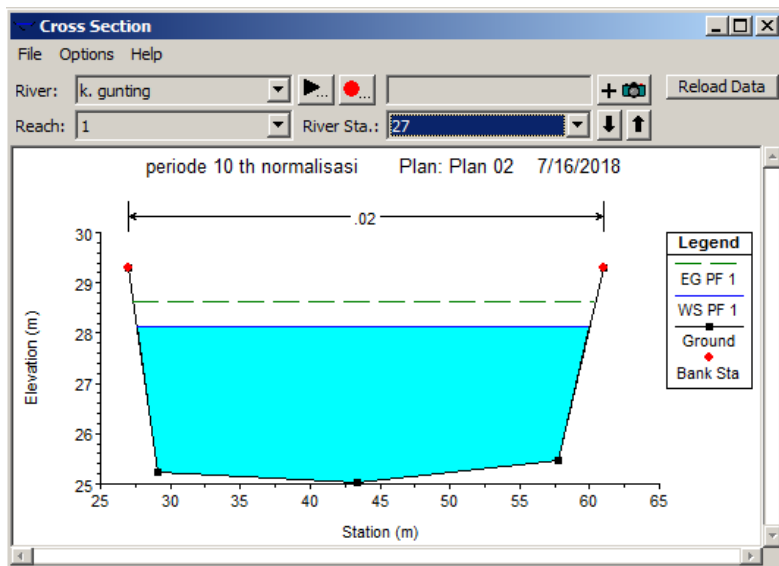 Cross Section
File Options Help
River: k. gunting ... ... + Reload Data
Reach: 1 River Sta.: 27
periode 10 th normalisasi Plan: Plan 02 7/16/2018
.02
30
29
28
27
26
25
Elevation (m)
25 30 35 40 45 50 55 60 65
Station (m)
Legend
EG PF 1
WS PF 1
Ground
Bank Sta